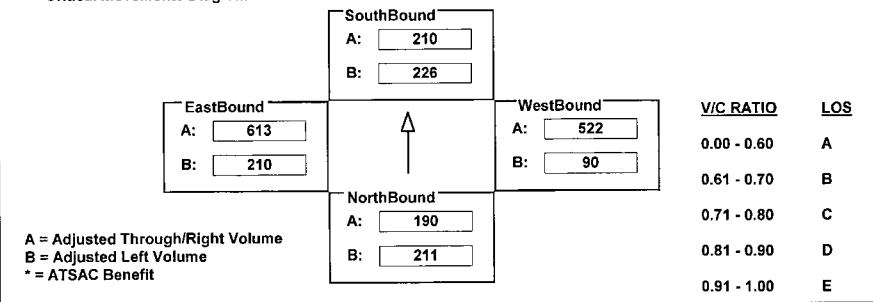 SouthBound
A: 210
B: 226
EastBound
A: 613
B: 210
WestBound
A: 522
B: 90
NorthBound
A: 190
B: 211
A = Adjusted Through/Right Volume
B = Adjusted Left Volume
* = ATSAC Benefit
V/C RATIO LOS
0.00 - 0.60 A
0.61 - 0.70 B
0.71 - 0.80 C
0.81 - 0.90 D
0.91 - 1.00 E